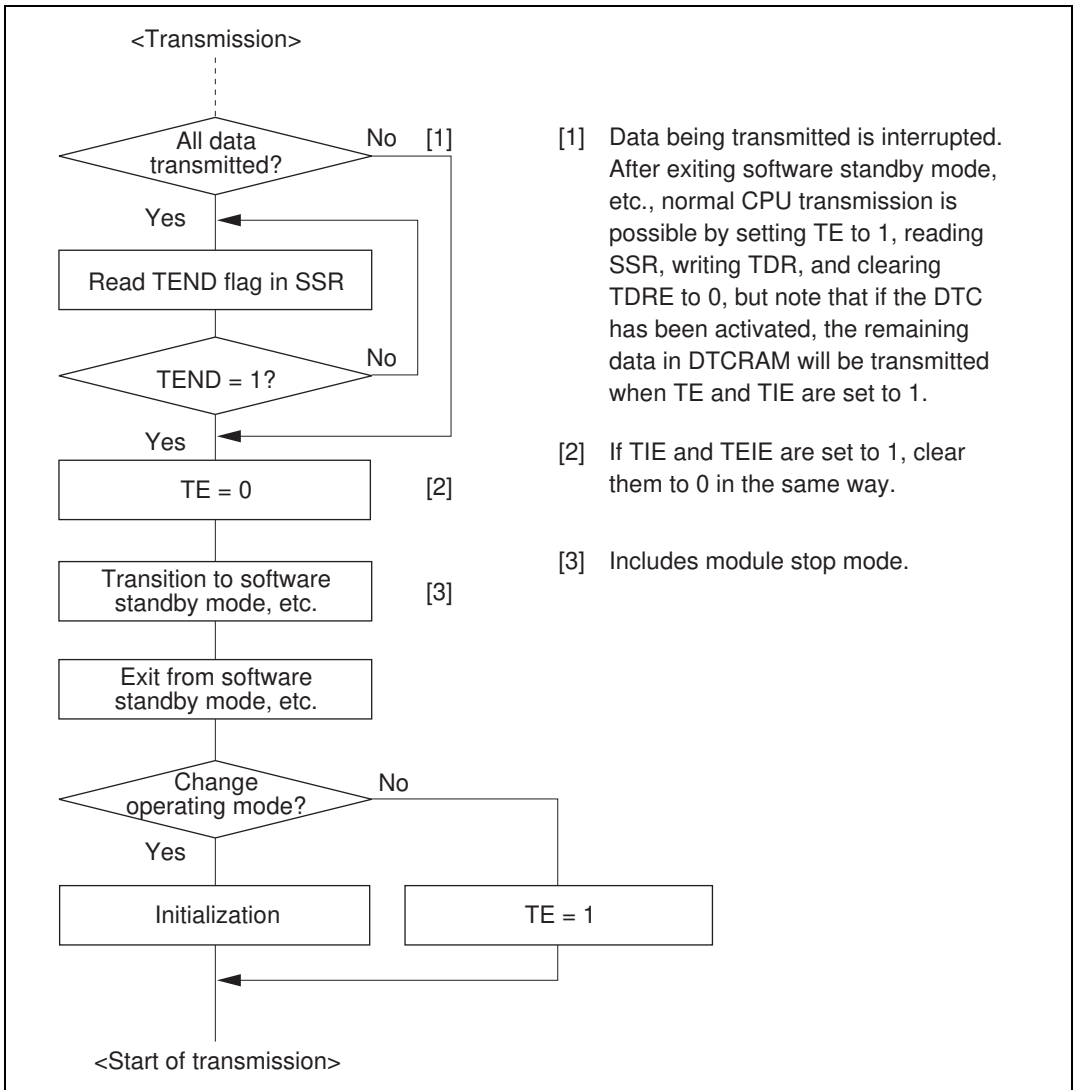 <Transmission>
All data
transmitted?
No [1]
Yes
Read TEND flag in SSR
No
TEND = 1?
Yes
TE = 0 [2]
Transition to software
standby mode, etc.
[3]
Exit from software
standby mode, etc.
Change
operating mode?
No
Yes
Initialization
TE = 1
<Start of transmission>
[1] Data being transmitted is interrupted.
After exiting software standby mode,
etc., normal CPU transmission is
possible by setting TE to 1, reading
SSR, writing TDR, and clearing
TDRE to 0, but note that if the DTC
has been activated, the remaining
data in DTCRAM will be transmitted
when TE and TIE are set to 1.
[2] If TIE and TEIE are set to 1, clear
them to 0 in the same way.
[3] Includes module stop mode.